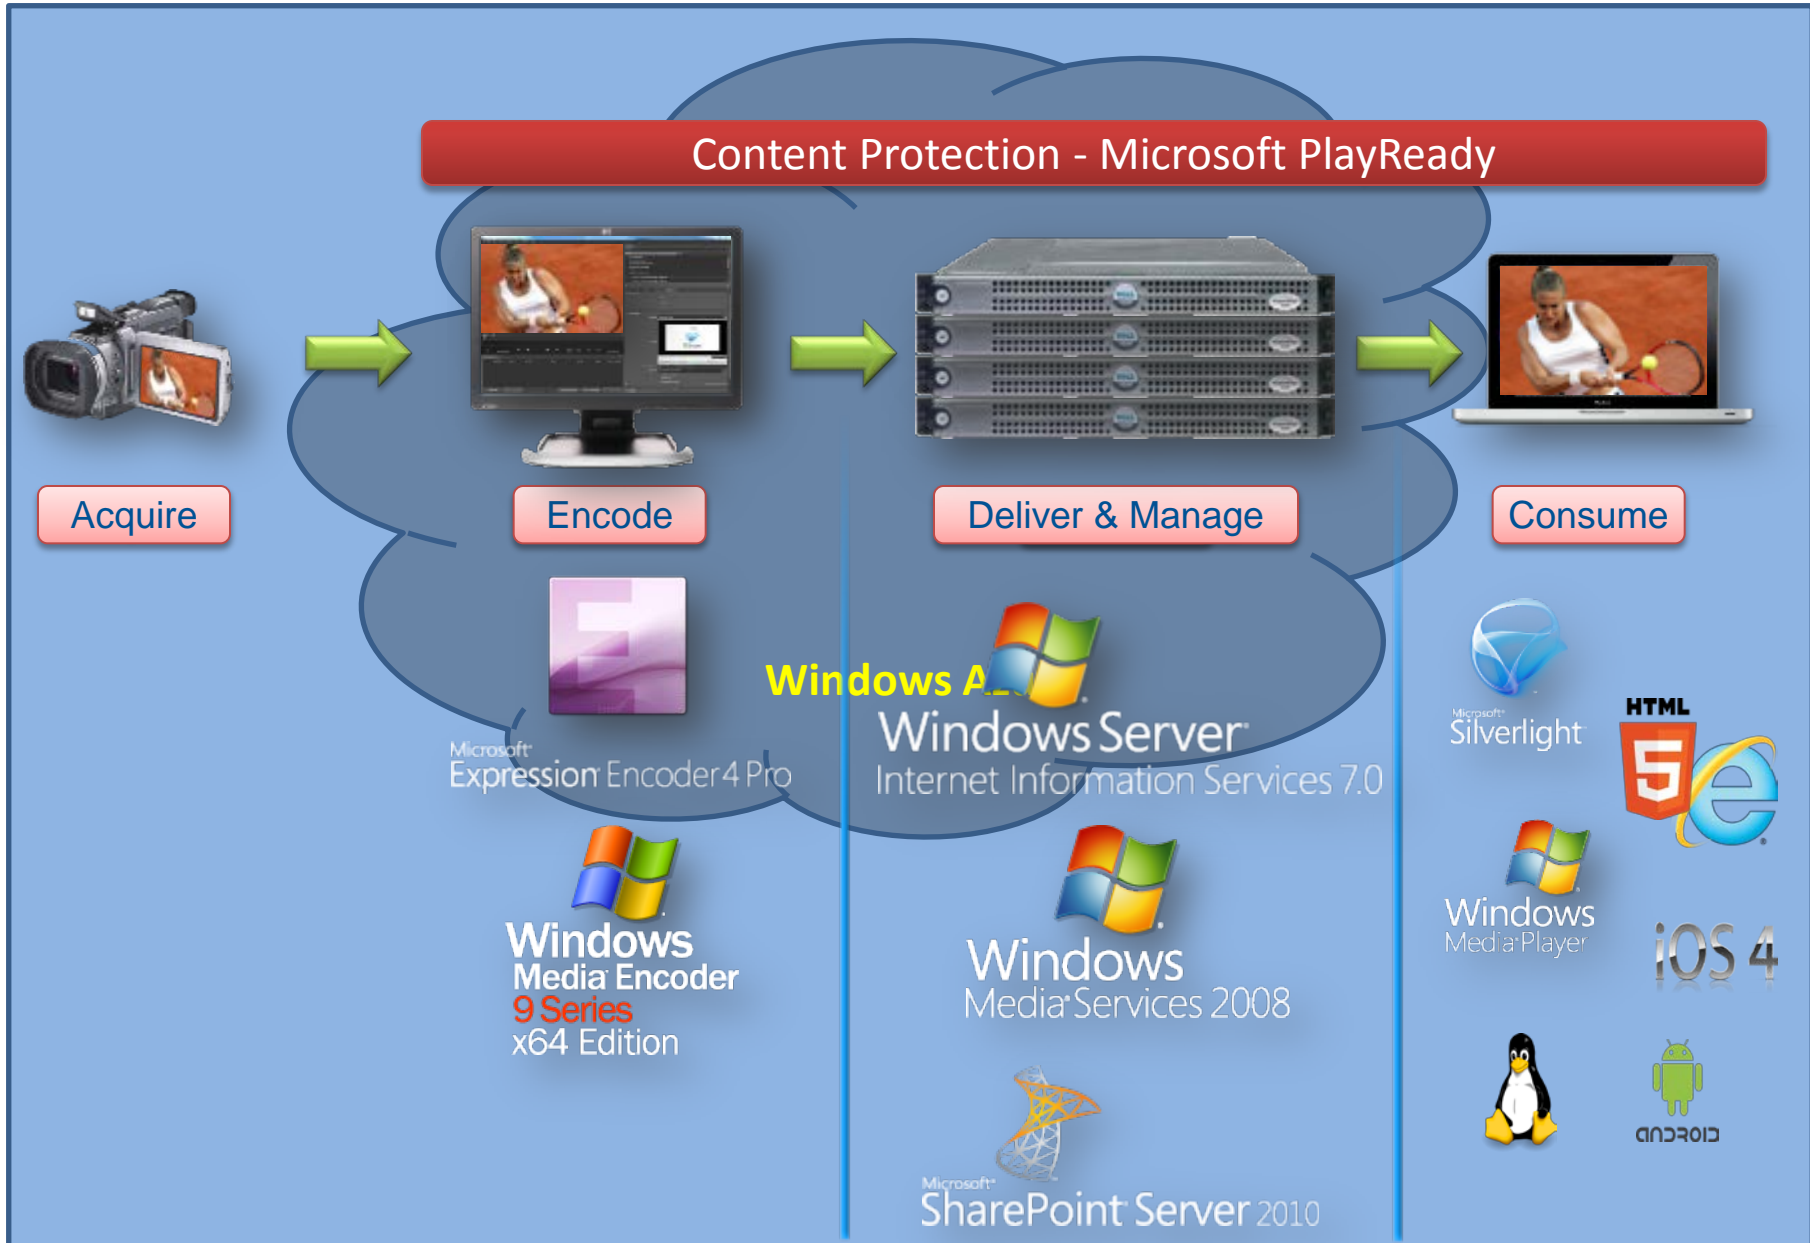 Content Protection - Microsoft PlayReady
Acquire
Encode
Deliver & Manage
Consume
Windows
Microsoft
Expression Encoder 4 Pro
Windows
Media Encoder
9 Series
x64 Edition
Windows Server
Internet Information Services 7.0
Windows
Media Services 2008
Microsoft
SharePoint Server 2010
Microsoft
Silverlight
HTML
5
Windows
Media Player
iOS 4
ANDROID